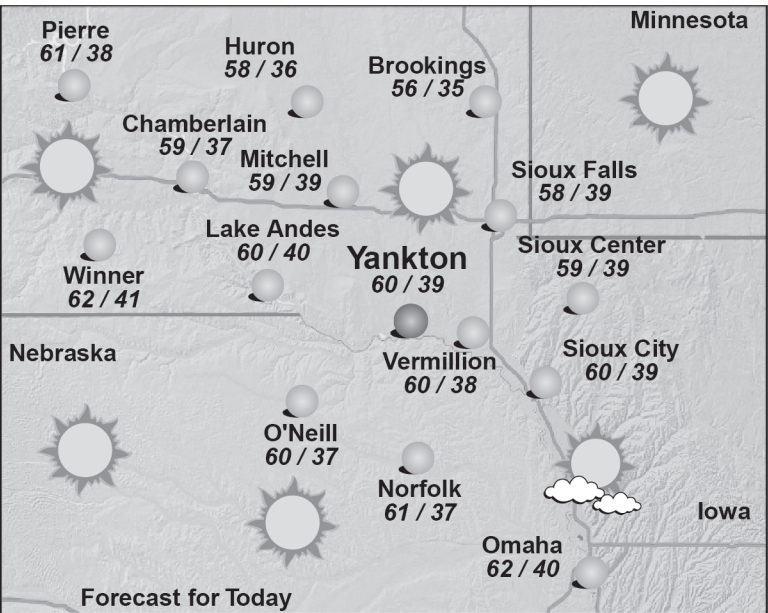 Minnesota
Pierre
61 / 38
Huron
58 / 36
Brookings
56 / 35
Chamberlain
59 / 37
Mitchell
59 / 39
Sioux Falls
58 / 39
Lake Andes
60 / 40
Yankton
60 / 39
Sioux Center
59 / 39
Winner
62 / 41
Nebraska
Vermillion
60 / 38
Sioux City
60 / 39
O'Neill
60 / 37
Norfolk
61 / 37
Iowa
Omaha
62 / 40
Forecast for Today